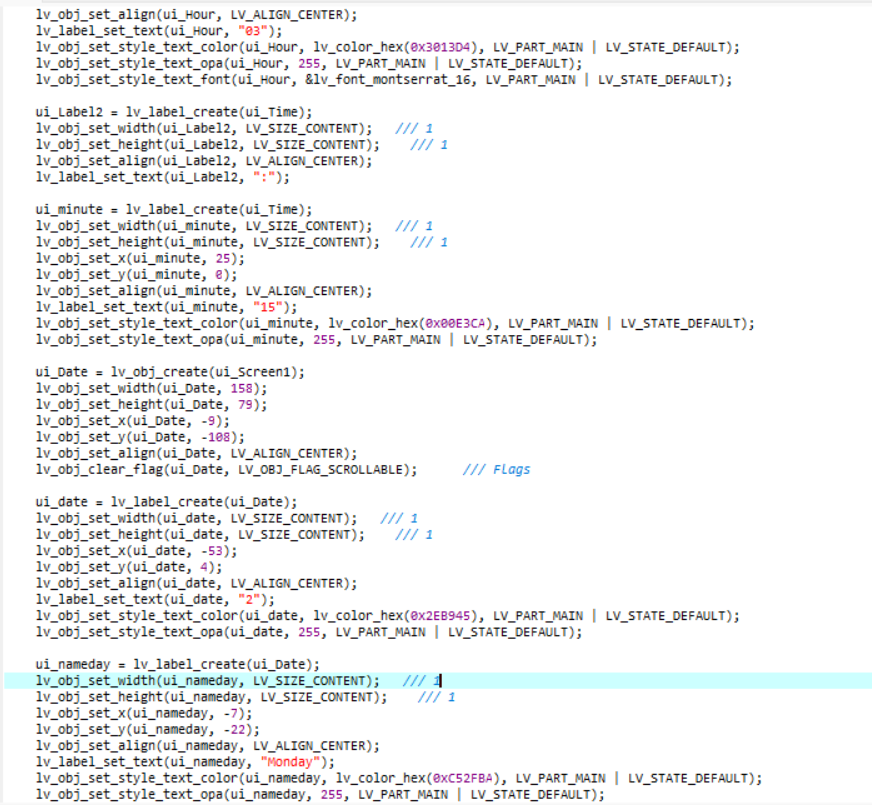 lv_obj_set_align(ui_Hour, LV_ALIGN_CENTER);
lv_label_set_text(ui_Hour, "03");
lv_obj_set_style_text_color(ui_Hour, lv_color_hex(0x3013D4), LV_PART_MAIN | LV_STATE_DEFAULT);
lv_obj_set_style_text_opa(ui_Hour, 255, LV_PART_MAIN | LV_STATE_DEFAULT);
lv_obj_set_style_text_font(ui_Hour, &lv_font_montserrat_16, LV_PART_MAIN | LV_STATE_DEFAULT);

ui_Label2 = lv_label_create(ui_Time);
lv_obj_set_width(ui_Label2, LV_SIZE_CONTENT);   /// 1
lv_obj_set_height(ui_Label2, LV_SIZE_CONTENT);    /// 1
lv_obj_set_align(ui_Label2, LV_ALIGN_CENTER);
lv_label_set_text(ui_Label2, ":");

ui_minute = lv_label_create(ui_Time);
lv_obj_set_width(ui_minute, LV_SIZE_CONTENT);   /// 1
lv_obj_set_height(ui_minute, LV_SIZE_CONTENT);    /// 1
lv_obj_set_x(ui_minute, 25);
lv_obj_set_y(ui_minute, 0);
lv_obj_set_align(ui_minute, LV_ALIGN_CENTER);
lv_label_set_text(ui_minute, "15");
lv_obj_set_style_text_color(ui_minute, lv_color_hex(0x00E3CA), LV_PART_MAIN | LV_STATE_DEFAULT);
lv_obj_set_style_text_opa(ui_minute, 255, LV_PART_MAIN | LV_STATE_DEFAULT);

ui_Date = lv_obj_create(ui_Screen1);
lv_obj_set_width(ui_Date, 158);
lv_obj_set_height(ui_Date, 79);
lv_obj_set_x(ui_Date, -9);
lv_obj_set_y(ui_Date, -108);
lv_obj_set_align(ui_Date, LV_ALIGN_CENTER);
lv_obj_clear_flag(ui_Date, LV_OBJ_FLAG_SCROLLABLE);      /// Flags

ui_date = lv_label_create(ui_Date);
lv_obj_set_width(ui_date, LV_SIZE_CONTENT);   /// 1
lv_obj_set_height(ui_date, LV_SIZE_CONTENT);    /// 1
lv_obj_set_x(ui_date, -53);
lv_obj_set_y(ui_date, 4);
lv_obj_set_align(ui_date, LV_ALIGN_CENTER);
lv_label_set_text(ui_date, "2");
lv_obj_set_style_text_color(ui_date, lv_color_hex(0x2EB945), LV_PART_MAIN | LV_STATE_DEFAULT);
lv_obj_set_style_text_opa(ui_date, 255, LV_PART_MAIN | LV_STATE_DEFAULT);

ui_nameday = lv_label_create(ui_Date);
lv_obj_set_width(ui_nameday, LV_SIZE_CONTENT);   /// 1
lv_obj_set_height(ui_nameday, LV_SIZE_CONTENT);    /// 1
lv_obj_set_x(ui_nameday, -7);
lv_obj_set_y(ui_nameday, -22);
lv_obj_set_align(ui_nameday, LV_ALIGN_CENTER);
lv_label_set_text(ui_nameday, "Monday");
lv_obj_set_style_text_color(ui_nameday, lv_color_hex(0xC52FBA), LV_PART_MAIN | LV_STATE_DEFAULT);
lv_obj_set_style_text_opa(ui_nameday, 255, LV_PART_MAIN | LV_STATE_DEFAULT);